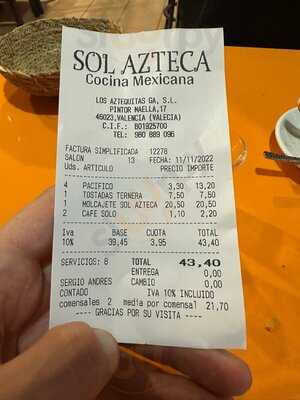 SOL AZTECA
Cocina Mexicana
LOS AZTEQUITAS GA, S.L.
PINTOR MAELLA,17
46023,VALENCIA (VALECIA)
C.I.F.: B01925700
TEL: 960 889 096
FACTURA SIMPLIFICADA 12278
SALON 13 FECHA: 11/11/2022
Uds. ARTICULO PRECIO IMPORTE
4 PACIFICO 3,30 13,20
1 TOSTADAS TERNERA 7,50 7,50
1 MOLCAJETE SOL AZTECA 20,50 20,50
2 CAFE SOLO 1,10 2,20
Iva BASE CUOTA TOTAL
10% 39,45 3,95 43,40
SERVICIOS: 8 TOTAL 43,40
ENTREGA 0,00
SERGIO ANDRES CAMBIO 0,00
CONTADO IVA 10% INCLUIDO
comensales 2 media por comensal 21,70
---- GRACIAS POR SU VISITA ----